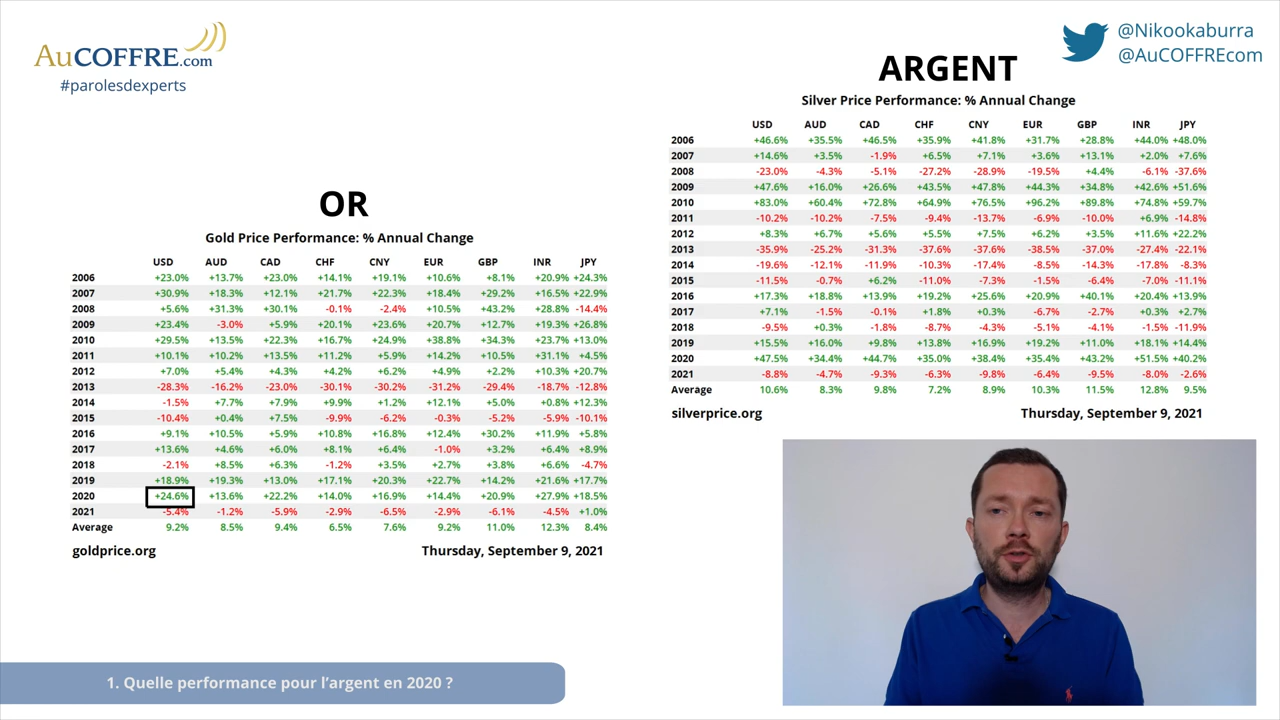 AuCOFFRE.com
#parolesdexperts
@Nikookaburra
@AuCOFFREcom
OR
Gold Price Performance: % Annual Change
USD AUD CAD CHF CNY EUR GBP INR JPY
2006 +23.0% +13.7% +23.0% +14.1% +19.1% +10.6% +8.1% +20.9% +24.3%
2007 +30.9% +18.3% +12.1% +21.7% +22.3% +18.4% +29.2% +16.5% +22.9%
2008 +5.6% +31.3% +30.1% -0.1% -2.4% +10.5% +43.2% +28.8% -14.4%
2009 +23.4% -3.0% +5.9% +20.1% +23.6% +20.7% +12.7% +19.3% +26.8%
2010 +29.5% +13.5% +22.3% +16.7% +24.9% +38.8% +34.3% +23.7% +13.0%
2011 +10.1% +10.2% +13.5% +11.2% +5.9% +14.2% +10.5% +31.1% +4.5%
2012 +7.0% +5.4% +4.3% +4.2% +6.2% +4.9% +2.2% +10.3% +20.7%
2013 -28.3% -16.2% -23.0% -30.1% -30.2% -31.2% -29.4% -18.7% -12.8%
2014 -1.5% +7.7% +7.9% +9.9% +1.2% +12.1% +5.0% +0.8% +12.3%
2015 -10.4% +0.4% +7.5% -9.9% -6.2% -0.3% -5.2% -5.9% -10.1%
2016 +9.1% +10.5% +5.9% +10.8% +16.8% +12.4% +30.2% +11.9% +5.8%
2017 +13.6% +4.6% +6.0% +8.1% +6.4% -1.0% +3.2% +6.4% +8.9%
2018 -2.1% +8.5% +6.3% -1.2% +3.5% +2.7% +3.8% +6.6% -4.7%
2019 +18.9% +19.3% +13.0% +17.1% +20.3% +22.7% +14.2% +21.6% +17.7%
2020 +24.6% +13.6% +22.2% +14.0% +16.9% +14.4% +20.9% +27.9% +18.5%
2021 -5.4% -1.2% -5.9% -2.9% -6.5% -2.9% -6.1% -4.5% +1.0%
Average 9.2% 8.5% 9.4% 6.5% 7.6% 9.2% 11.0% 12.3% 8.4%
goldprice.org Thursday, September 9, 2021
ARGENT
Silver Price Performance: % Annual Change
USD AUD CAD CHF CNY EUR GBP INR JPY
2006 +46.6% +35.5% +46.5% +35.9% +41.8% +31.7% +28.8% +44.0% +48.0%
2007 +14.6% +3.5% -1.9% +6.5% +7.1% +3.6% +13.1% +2.0% +7.6%
2008 -23.0% -4.3% -5.1% -27.2% -28.9% -19.5% +4.4% -6.1% -37.6%
2009 +47.6% +16.0% +26.6% +43.5% +47.8% +44.3% +34.8% +42.6% +51.6%
2010 +83.0% +60.4% +72.8% +64.9% +76.5% +96.2% +89.8% +74.8% +59.7%
2011 -10.2% -10.2% -7.5% -9.4% -13.7% -6.9% -10.0% +6.9% -14.8%
2012 +8.3% +6.7% +5.6% +5.5% +7.5% +6.2% +3.5% +11.6% +22.2%
2013 -35.9% -25.2% -31.3% -37.6% -37.6% -38.5% -37.0% -27.4% -22.1%
2014 -19.6% -12.1% -11.9% -10.3% -17.4% -8.5% -14.3% -17.8% -8.3%
2015 -11.5% -0.7% +6.2% -11.0% -7.3% -1.5% -6.4% -7.0% -11.1%
2016 +17.3% +18.8% +13.9% +19.2% +25.6% +20.9% +40.1% +20.4% +13.9%
2017 +7.1% -1.5% -0.1% +1.8% +0.3% -6.7% -2.7% +0.3% +2.7%
2018 -9.5% +0.3% -1.8% -8.7% -4.3% -5.1% -4.1% -1.5% -11.9%
2019 +15.5% +16.0% +9.8% +13.8% +16.9% +19.2% +11.0% +18.1% +14.4%
2020 +47.5% +34.4% +44.7% +35.0% +38.4% +35.4% +43.2% +51.5% +40.2%
2021 -8.8% -4.7% -9.3% -6.3% -9.8% -6.4% -9.5% -8.0% -2.6%
Average 10.6% 8.3% 9.8% 7.2% 8.9% 10.3% 11.5% 12.8% 9.5%
silverprice.org Thursday, September 9, 2021
1. Quelle performance pour l’argent en 2020 ?